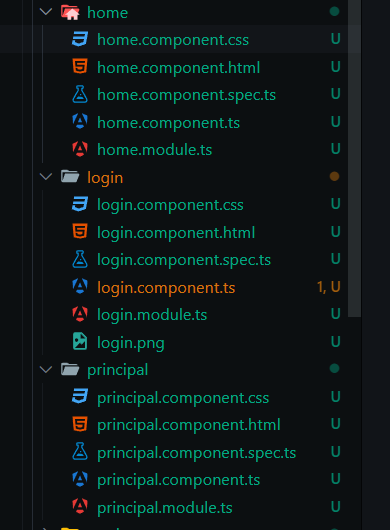 home
home.component.css U
home.component.html U
home.component.spec.ts U
home.component.ts U
home.module.ts U
login
login.component.css U
login.component.html U
login.component.spec.ts U
login.component.ts 1, U
login.module.ts U
login.png U
principal
principal.component.css U
principal.component.html U
principal.component.spec.ts U
principal.component.ts U
principal.module.ts U